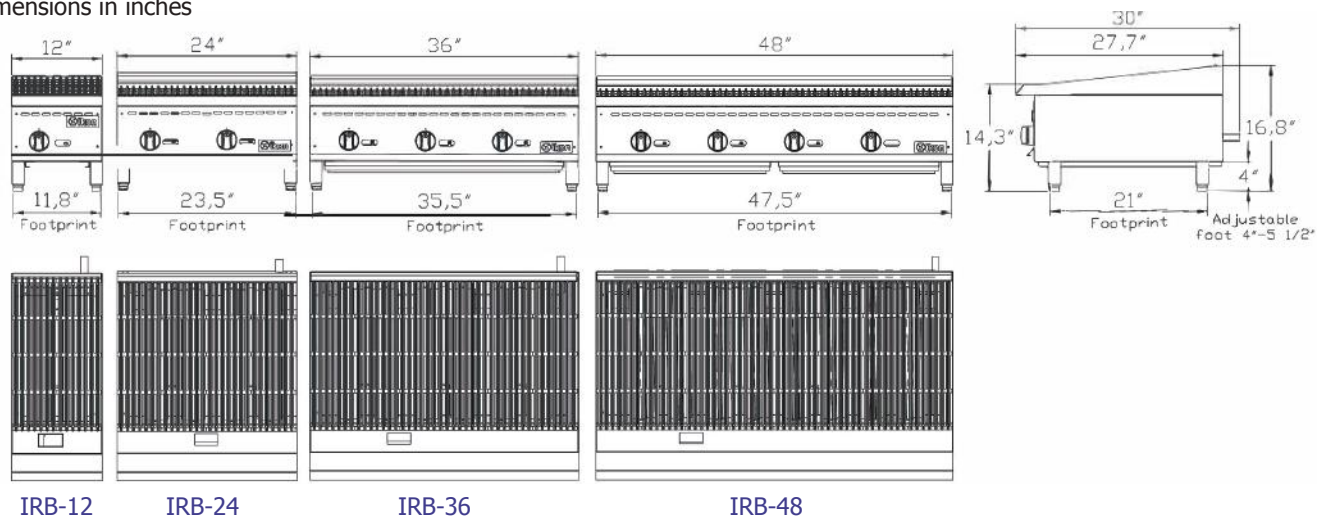 mensions in inches
12" 24" 36" 48" 30"
27,7"
14,3" 16,8"
4"
11,8" 23,5" 35,5" 47,5" 21"
Footprint Footprint Footprint Footprint Footprint Adjustable
foot 4"-5 1/2"
IRB-12 IRB-24 IRB-36 IRB-48